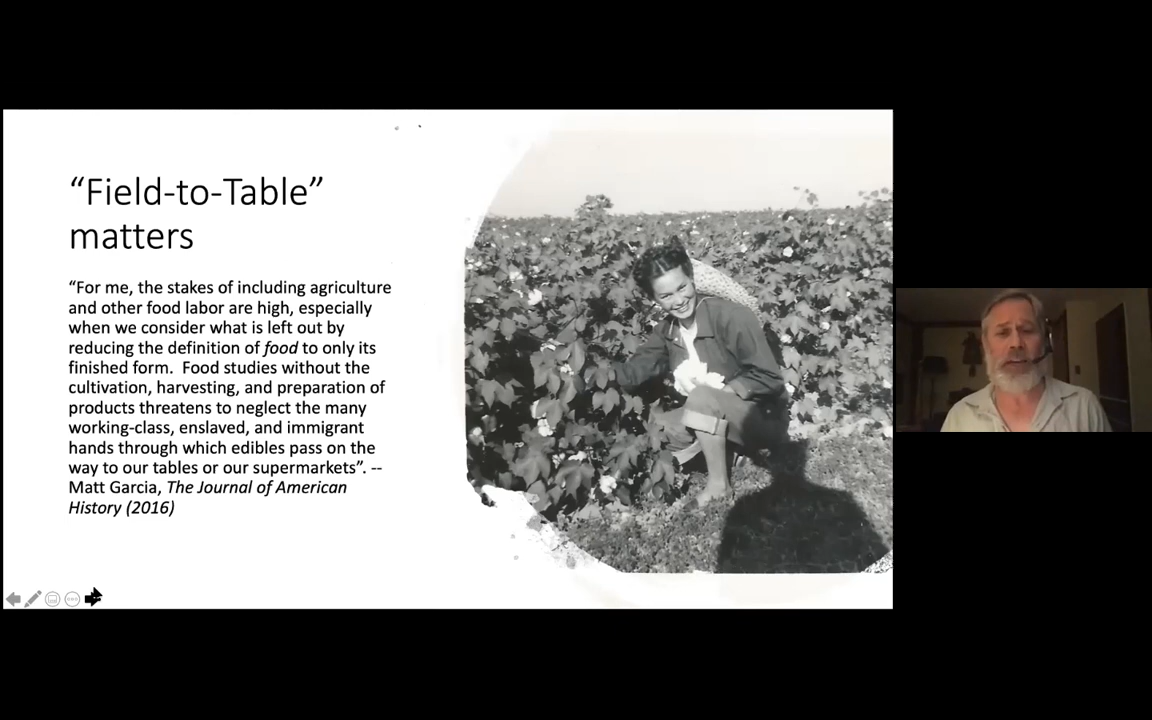 “Field-to-Table”
matters
“For me, the stakes of including agriculture
and other food labor are high, especially
when we consider what is left out by
reducing the definition of food to only its
finished form.  Food studies without the
cultivation, harvesting, and preparation of
products threatens to neglect the many
working-class, enslaved, and immigrant
hands through which edibles pass on the
way to our tables or our supermarkets”. --
Matt Garcia, The Journal of American
History (2016)